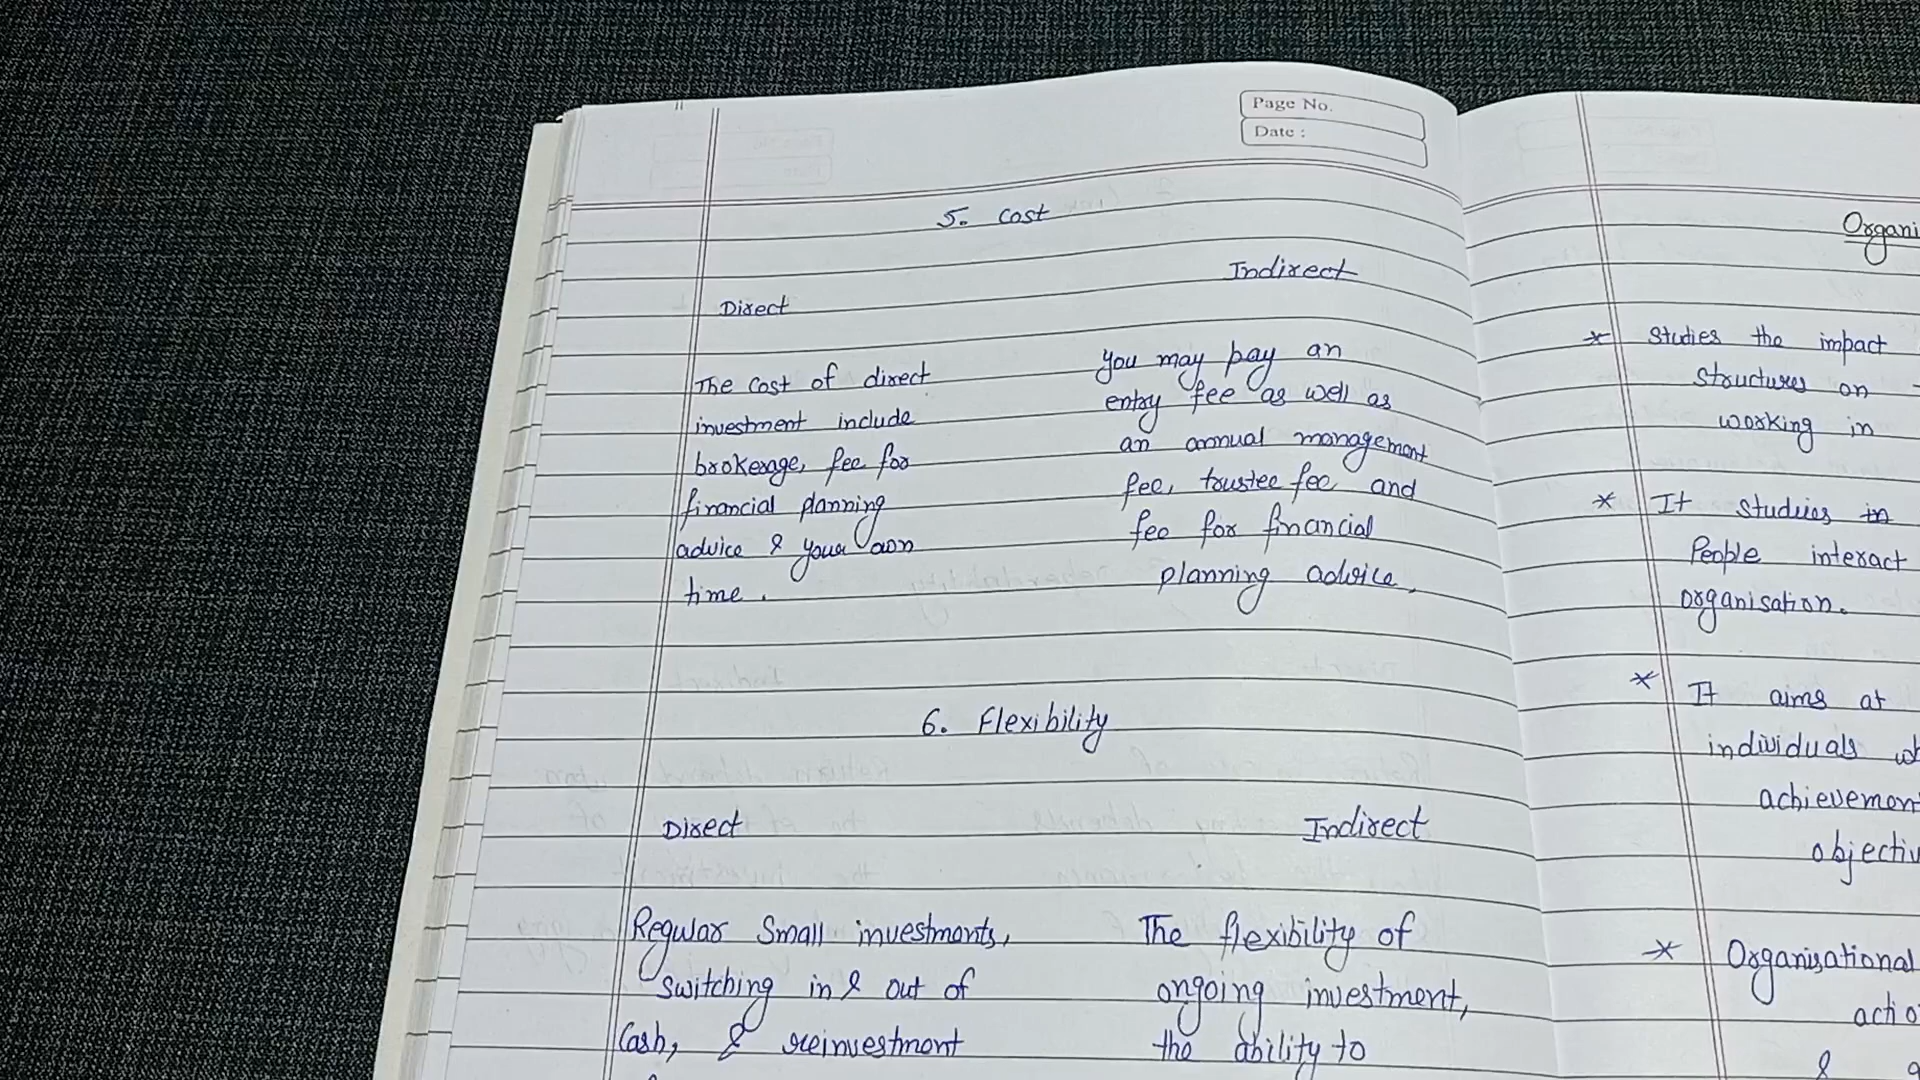 Page No.
Date :
5. Cost
Direct
Indirect
The cost of direct
investment include
brokerage, fee for
financial planning
advice & your own
time.
You may pay an
entry fee as well as
an annual management
fee, trustee fee and
fee for financial
planning advice.
6. Flexibility
Direct
Indirect
Regular Small investments,
switching in & out of
Cash, & reinvestment
The flexibility of
ongoing investment,
the ability to
Organi
* Studies the impact
structures on
working in
* It studies in
People interact
organisation.
* It aims at
individuals
achievemen
objectiv
* Organisational
actio
&